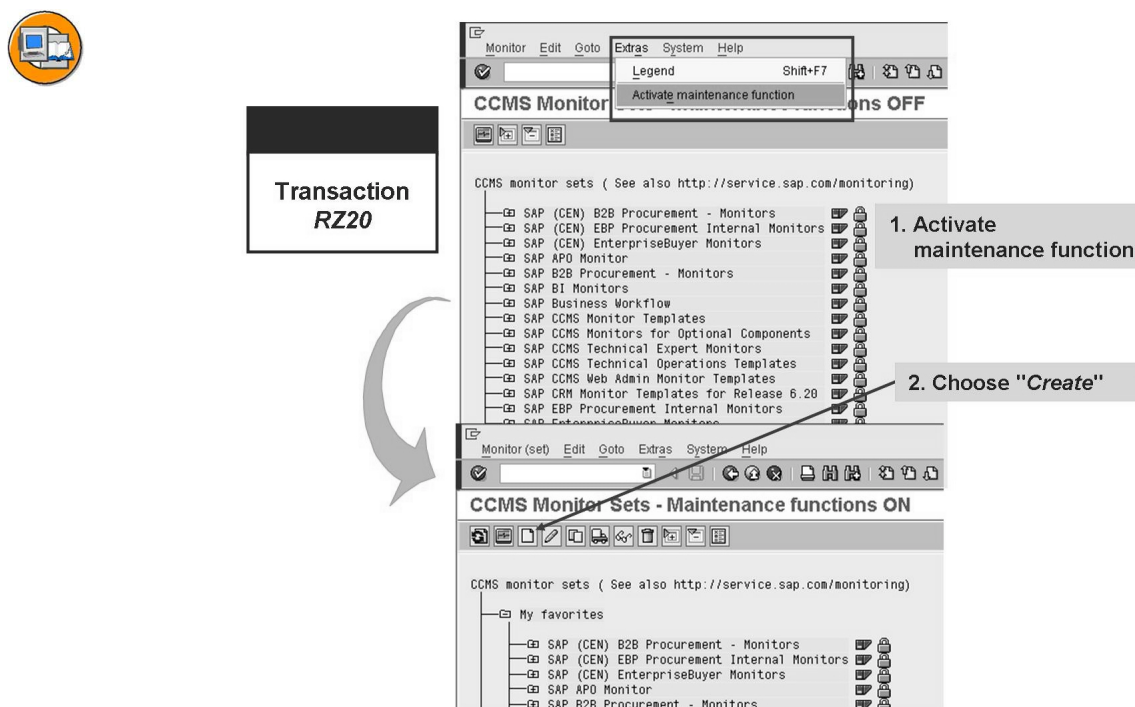 Monitor Edit Goto Extras System Help
Legend Shift+F7
Activate maintenance function
CCMS Monitor OFF
Transaction
RZ20
CCMS monitor sets ( See also http://service.sap.com/monitoring)
SAP (CEN) B2B Procurement - Monitors
SAP (CEN) EBP Procurement Internal Monitors
SAP (CEN) EnterpriseBuyer Monitors
SAP APO Monitor
SAP B2B Procurement - Monitors
SAP BI Monitors
SAP Business Workflow
SAP CCMS Monitor Templates
SAP CCMS Monitors for Optional Components
SAP CCMS Technical Expert Monitors
SAP CCMS Technical Operations Templates
SAP CCMS Web Admin Monitor Templates
SAP CRM Monitor Templates for Release 6.20
SAP EBP Procurement Internal Monitors
SAP EnterpriseBuyer Monitors
1. Activate
maintenance function
2. Choose "Create"
Monitor (set) Edit Goto Extras System Help
CCMS Monitor Sets - Maintenance functions ON
CCMS monitor sets ( See also http://service.sap.com/monitoring)
My favorites
SAP (CEN) B2B Procurement - Monitors
SAP (CEN) EBP Procurement Internal Monitors
SAP (CEN) EnterpriseBuyer Monitors
SAP APO Monitor
SAP B2B Procurement - Monitors